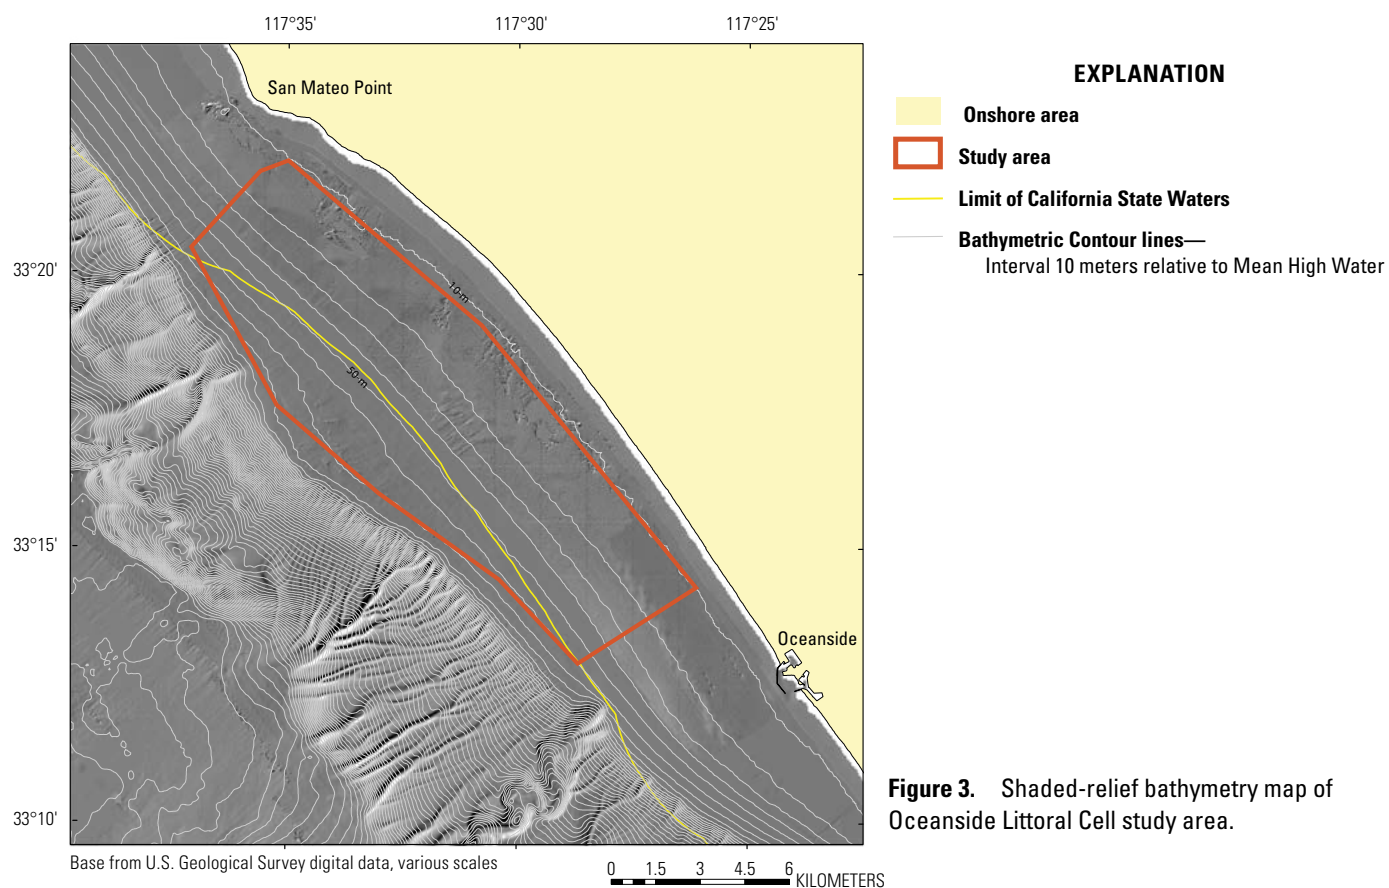 117°35'
117°30'
117°25'
San Mateo Point
33°20'
10-m
50-m
33°15'
Oceanside
33°10'
Base from U.S. Geological Survey digital data, various scales
0 1.5 3 4.5 6
KILOMETERS
EXPLANATION
Onshore area
Study area
Limit of California State Waters
Bathymetric Contour lines—
Interval 10 meters relative to Mean High Water
Figure 3. Shaded-relief bathymetry map of
Oceanside Littoral Cell study area.